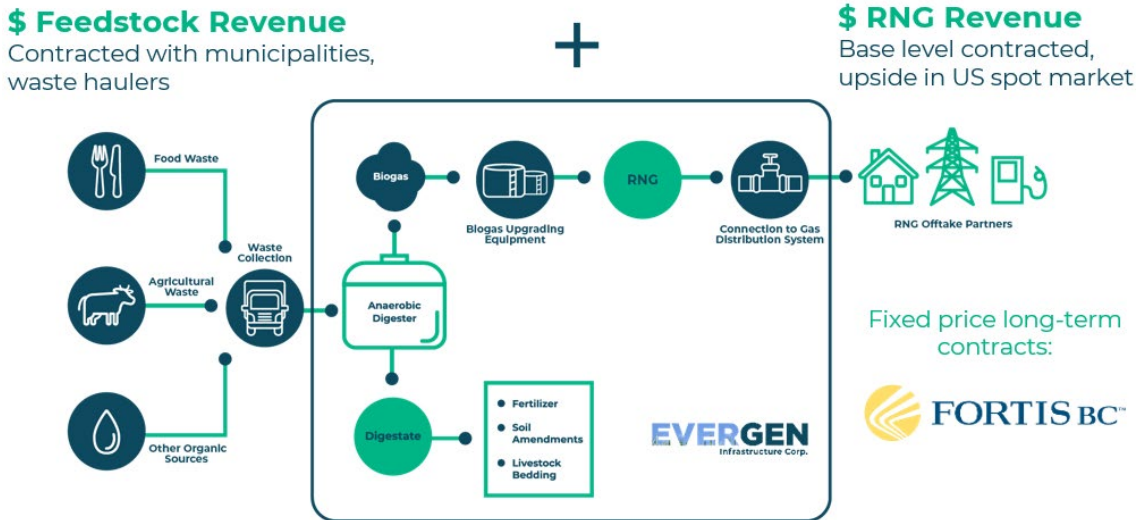 $ Feedstock Revenue
Contracted with municipalities,
waste haulers
+
$ RNG Revenue
Base level contracted,
upside in US spot market
Food Waste
Agricultural
Waste
Other Organic
Sources
Waste
Collection
Biogas
Anaerobic
Digester
Digestate
Biogas Upgrading
Equipment
RNG
Connection to Gas
Distribution System
RNG Offtake Partners
• Fertilizer
• Soil
Amendments
• Livestock
Bedding
EVERGEN
Infrastructure Corp.
Fixed price long-term
contracts:
FORTIS BC™